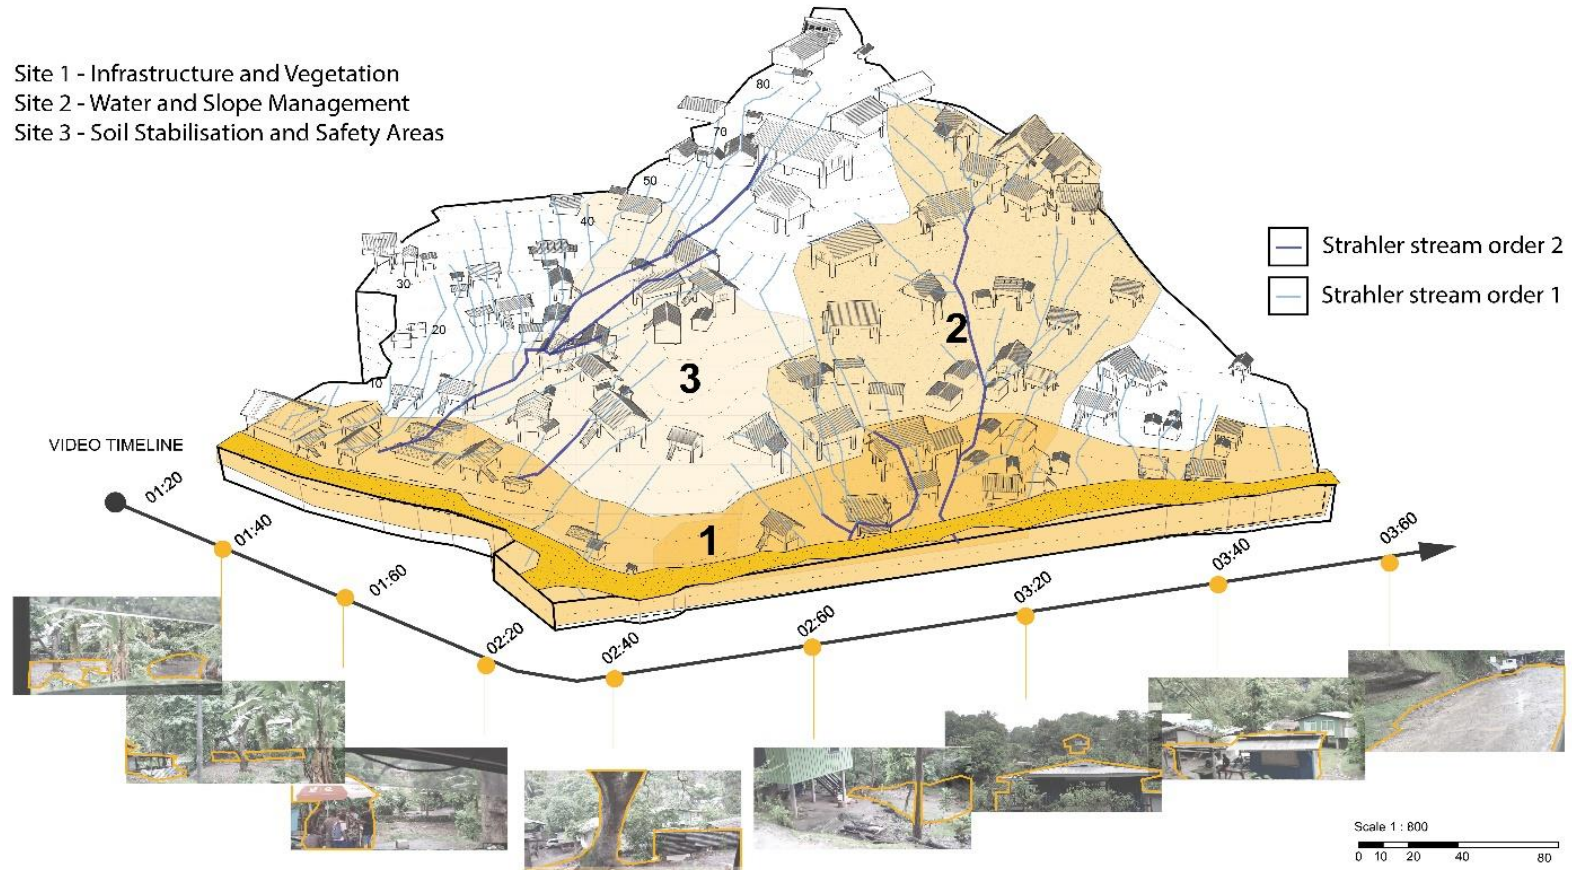 Site 1 - Infrastructure and Vegetation
Site 2 - Water and Slope Management
Site 3 - Soil Stabilisation and Safety Areas
80
70
50
40
30
20
10
2
3
1
Strahler stream order 2
Strahler stream order 1
VIDEO TIMELINE
01:20
01:40
01:60
02:20
02:40
02:60
03:20
03:40
03:60
Scale 1 : 800
0 10 20 40 80